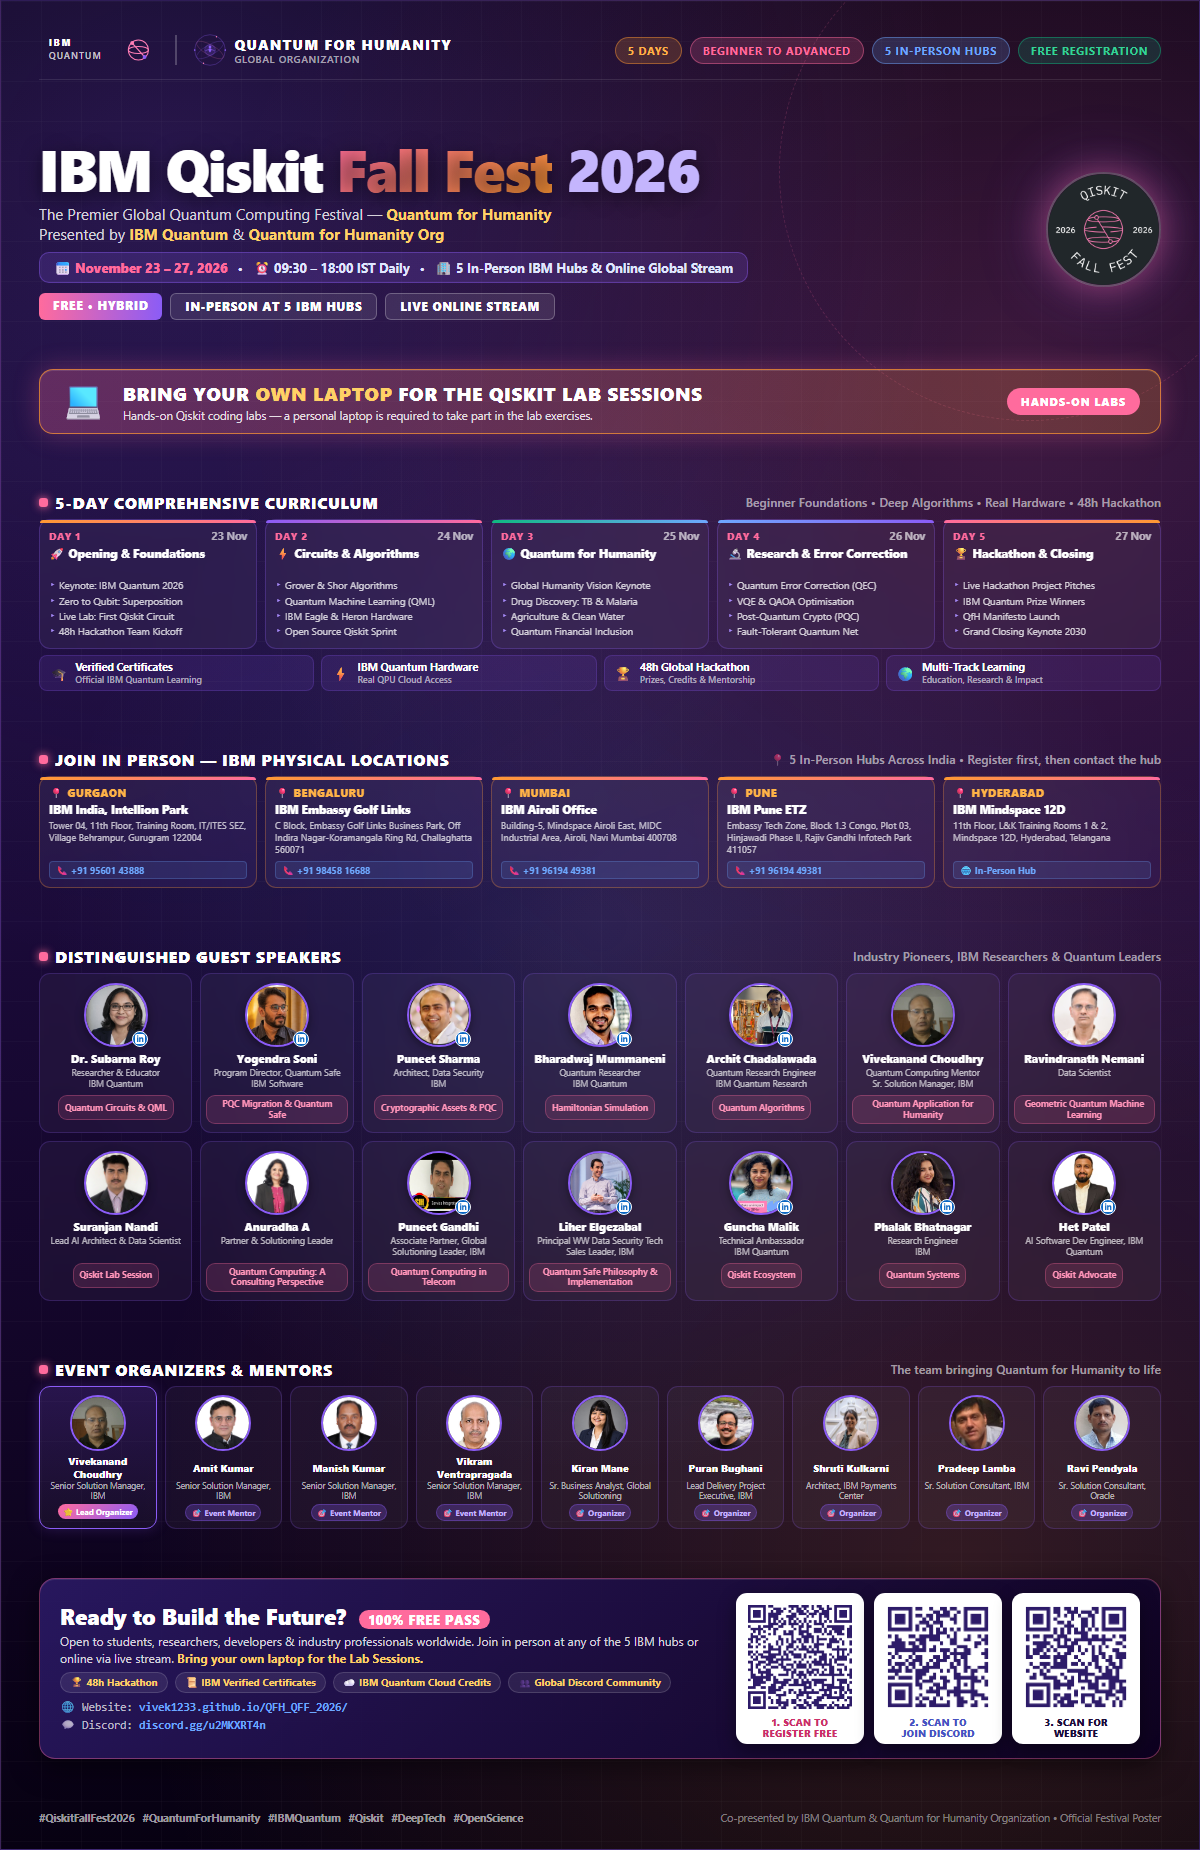 IBM
QUANTUM
QUANTUM FOR HUMANITY
GLOBAL ORGANIZATION
5 DAYS
BEGINNER TO ADVANCED
5 IN-PERSON HUBS
FREE REGISTRATION
IBM Qiskit Fall Fest 2026
The Premier Global Quantum Computing Festival — Quantum for Humanity
Presented by IBM Quantum & Quantum for Humanity Org
November 23 – 27, 2026 • 09:30 – 18:00 IST Daily • 5 In-Person IBM Hubs & Online Global Stream
FREE • HYBRID
IN-PERSON AT 5 IBM HUBS
LIVE ONLINE STREAM
QISKIT
2026 2026
FALL FEST
BRING YOUR OWN LAPTOP FOR THE QISKIT LAB SESSIONS
Hands-on Qiskit coding labs — a personal laptop is required to take part in the lab exercises.
HANDS-ON LABS
5-DAY COMPREHENSIVE CURRICULUM
Beginner Foundations • Deep Algorithms • Real Hardware • 48h Hackathon
DAY 1 23 Nov
Opening & Foundations
Keynote: IBM Quantum 2026
Zero to Qubit: Superposition
Live Lab: First Qiskit Circuit
48h Hackathon Team Kickoff
DAY 2 24 Nov
Circuits & Algorithms
Grover & Shor Algorithms
Quantum Machine Learning (QML)
IBM Eagle & Heron Hardware
Open Source Qiskit Sprint
DAY 3 25 Nov
Quantum for Humanity
Global Humanity Vision Keynote
Drug Discovery: TB & Malaria
Agriculture & Clean Water
Quantum Financial Inclusion
DAY 4 26 Nov
Research & Error Correction
Quantum Error Correction (QEC)
VQE & QAOA Optimisation
Post-Quantum Crypto (PQC)
Fault-Tolerant Quantum Net
DAY 5 27 Nov
Hackathon & Closing
Live Hackathon Project Pitches
IBM Quantum Prize Winners
QfH Manifesto Launch
Grand Closing Keynote 2030
Verified Certificates
Official IBM Quantum Learning
IBM Quantum Hardware
Real QPU Cloud Access
48h Global Hackathon
Prizes, Credits & Mentorship
Multi-Track Learning
Education, Research & Impact
JOIN IN PERSON — IBM PHYSICAL LOCATIONS
5 In-Person Hubs Across India • Register first, then contact the hub
GURGAON
IBM India, Intellion Park
Tower 04, 11th Floor, Training Room, IT/ITES SEZ,
Village Behrampur, Gurugram 122004
+91 95601 43888
BENGALURU
IBM Embassy Golf Links
C Block, Embassy Golf Links Business Park, Off
Indira Nagar-Koramangala Ring Rd, Challaghatta
560071
+91 98458 16688
MUMBAI
IBM Airoli Office
Building-5, Mindspace Airoli East, MIDC
Industrial Area, Airoli, Navi Mumbai 400708
+91 96194 49381
PUNE
IBM Pune ETZ
Embassy Tech Zone, Block 1.3 Congo, Plot 03,
Hinjawadi Phase II, Rajiv Gandhi Infotech Park
411057
+91 96194 49381
HYDERABAD
IBM Mindspace 12D
11th Floor, L&K Training Rooms 1 & 2,
Mindspace 12D, Hyderabad, Telangana
In-Person Hub
DISTINGUISHED GUEST SPEAKERS
Industry Pioneers, IBM Researchers & Quantum Leaders
Dr. Subarna Roy
Researcher & Educator
IBM Quantum
Quantum Circuits & QML
Yogendra Soni
Program Director, Quantum Safe
IBM Software
PQC Migration & Quantum
Safe
Puneet Sharma
Architect, Data Security
IBM
Cryptographic Assets & PQC
Bharadwaj Mummaneni
Quantum Researcher
IBM Quantum
Hamiltonian Simulation
Archit Chadalawada
Quantum Research Engineer
IBM Quantum Research
Quantum Algorithms
Vivekanand Choudhry
Quantum Computing Mentor
Sr. Solution Manager, IBM
Quantum Application for
Humanity
Ravindranath Nemani
Data Scientist
Geometric Quantum Machine
Learning
Suranjan Nandi
Lead AI Architect & Data Scientist
Qiskit Lab Session
Anuradha A
Partner & Solutioning Leader
Quantum Computing: A
Consulting Perspective
Puneet Gandhi
Associate Partner, Global
Solutioning Leader, IBM
Quantum Computing in
Telecom
Liher Elgezabal
Principal WW Data Security Tech
Sales Leader, IBM
Quantum Safe Philosophy &
Implementation
Guncha Malik
Technical Ambassador
IBM Quantum
Qiskit Ecosystem
Phalak Bhatnagar
Research Engineer
IBM
Quantum Systems
Het Patel
AI Software Dev Engineer, IBM
Quantum
Qiskit Advocate
EVENT ORGANIZERS & MENTORS
The team bringing Quantum for Humanity to life
Vivekanand
Choudhry
Senior Solution Manager,
IBM
Lead Organizer
Amit Kumar
Senior Solution Manager,
IBM
Event Mentor
Manish Kumar
Senior Solution Manager,
IBM
Event Mentor
Vikram
Ventrapragada
Senior Solution Manager,
IBM
Event Mentor
Kiran Mane
Sr. Business Analyst, Global
Solutioning
Organizer
Puran Bughani
Lead Delivery Project
Executive, IBM
Organizer
Shruti Kulkarni
Architect, IBM Payments
Center
Organizer
Pradeep Lamba
Sr. Solution Consultant, IBM
Organizer
Ravi Pendyala
Sr. Solution Consultant,
Oracle
Organizer
Ready to Build the Future? 100% FREE PASS
Open to students, researchers, developers & industry professionals worldwide. Join in person at any of the 5 IBM hubs or
online via live stream. Bring your own laptop for the Lab Sessions.
48h Hackathon
IBM Verified Certificates
IBM Quantum Cloud Credits
Global Discord Community
Website: vivek1233.github.io/QFH_QFF_2026/
Discord: discord.gg/u2MKXRT4n
1. SCAN TO
REGISTER FREE
2. SCAN TO
JOIN DISCORD
3. SCAN FOR
WEBSITE
#QiskitFallFest2026 #QuantumForHumanity #IBMQuantum #Qiskit #DeepTech #OpenScience
Co-presented by IBM Quantum & Quantum for Humanity Organization • Official Festival Poster